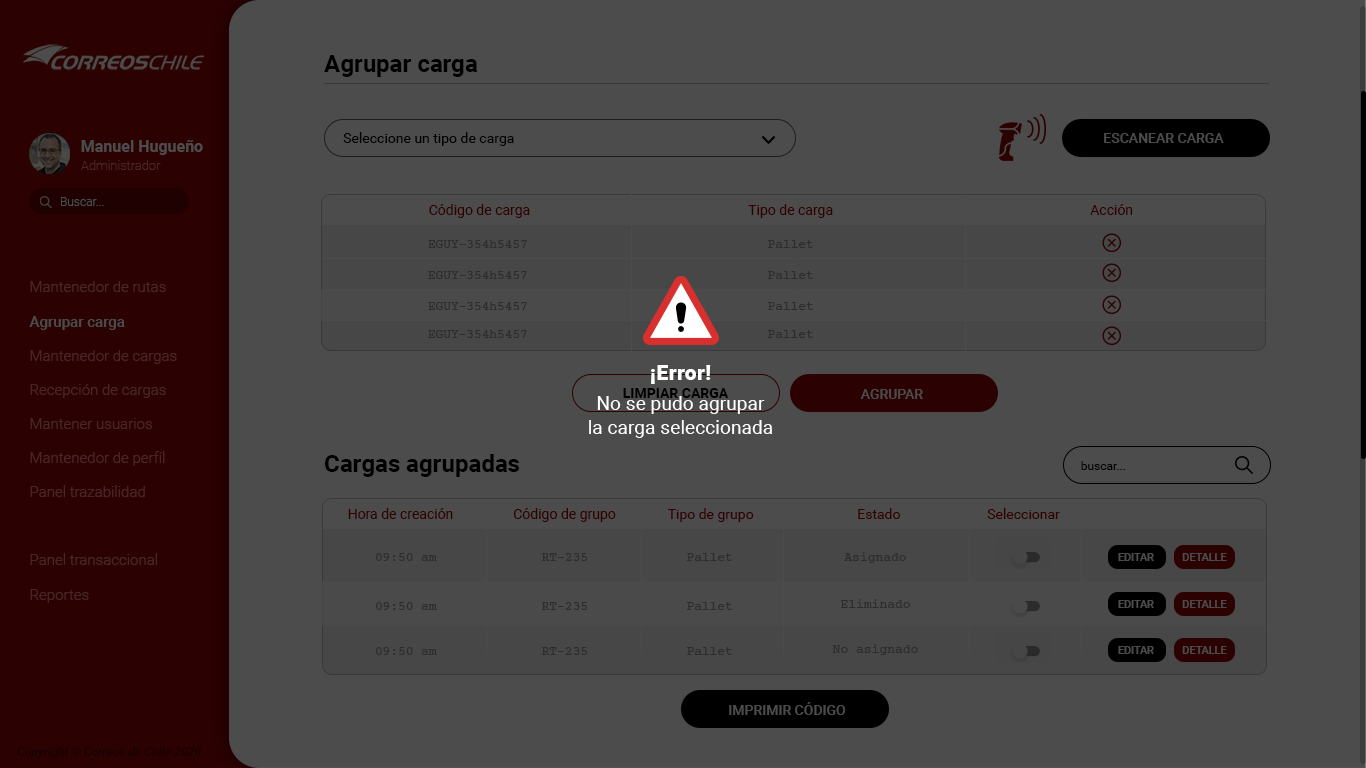 CORREOSCHILE
Manuel Hugueño
Administrador
Buscar...
Mantenedor de rutas
Agrupar carga
Mantenedor de cargas
Recepción de cargas
Mantener usuarios
Mantenedor de perfíl
Panel trazabilidad
Panel transaccional
Reportes
Agrupar carga
Seleccione un tipo de carga
ESCANEAR CARGA
Código de carga Tipo de carga Acción
EGUY-354h5457 Pallet
EGUY-354h5457 Pallet
EGUY-354h5457 Pallet
EGUY-354h5457 Pallet
¡Error!
No se pudo agrupar
la carga seleccionada
LIMPIAR CARGA
AGRUPAR
Cargas agrupadas
buscar...
Hora de creación Código de grupo Tipo de grupo Estado Seleccionar
09:50 am RT-235 Pallet Asignado EDITAR DETALLE
09:50 am RT-235 Pallet Eliminado EDITAR DETALLE
09:50 am RT-235 Pallet No asignado EDITAR DETALLE
IMPRIMIR CÓDIGO